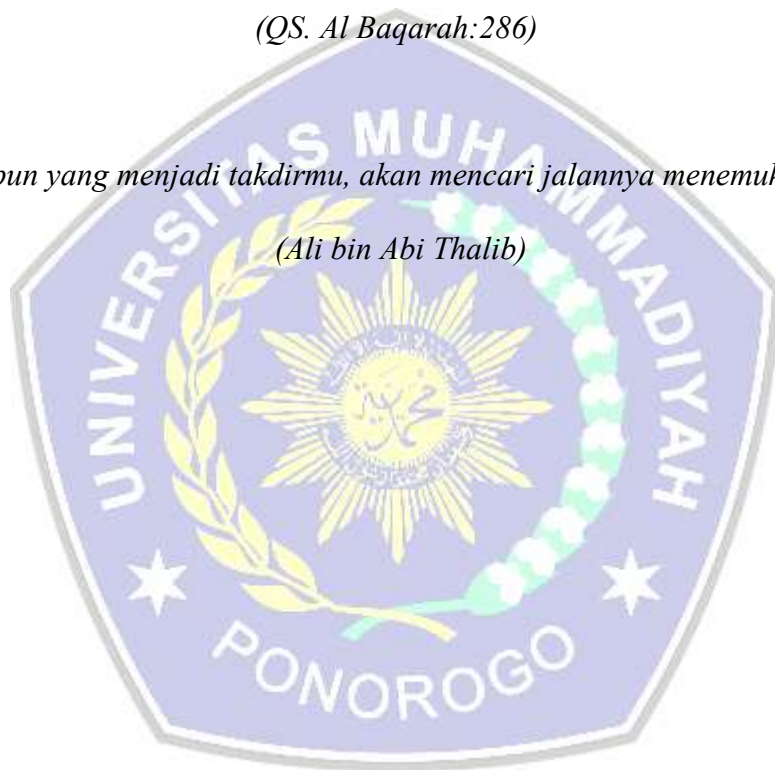 (QS. Al Baqarah:286)
pun yang menjadi takdirmu, akan mencari jalannya menemuk
(Ali bin Abi Thalib)
UNIVERSITAS MUHAMMADIYAH
PONOROGO